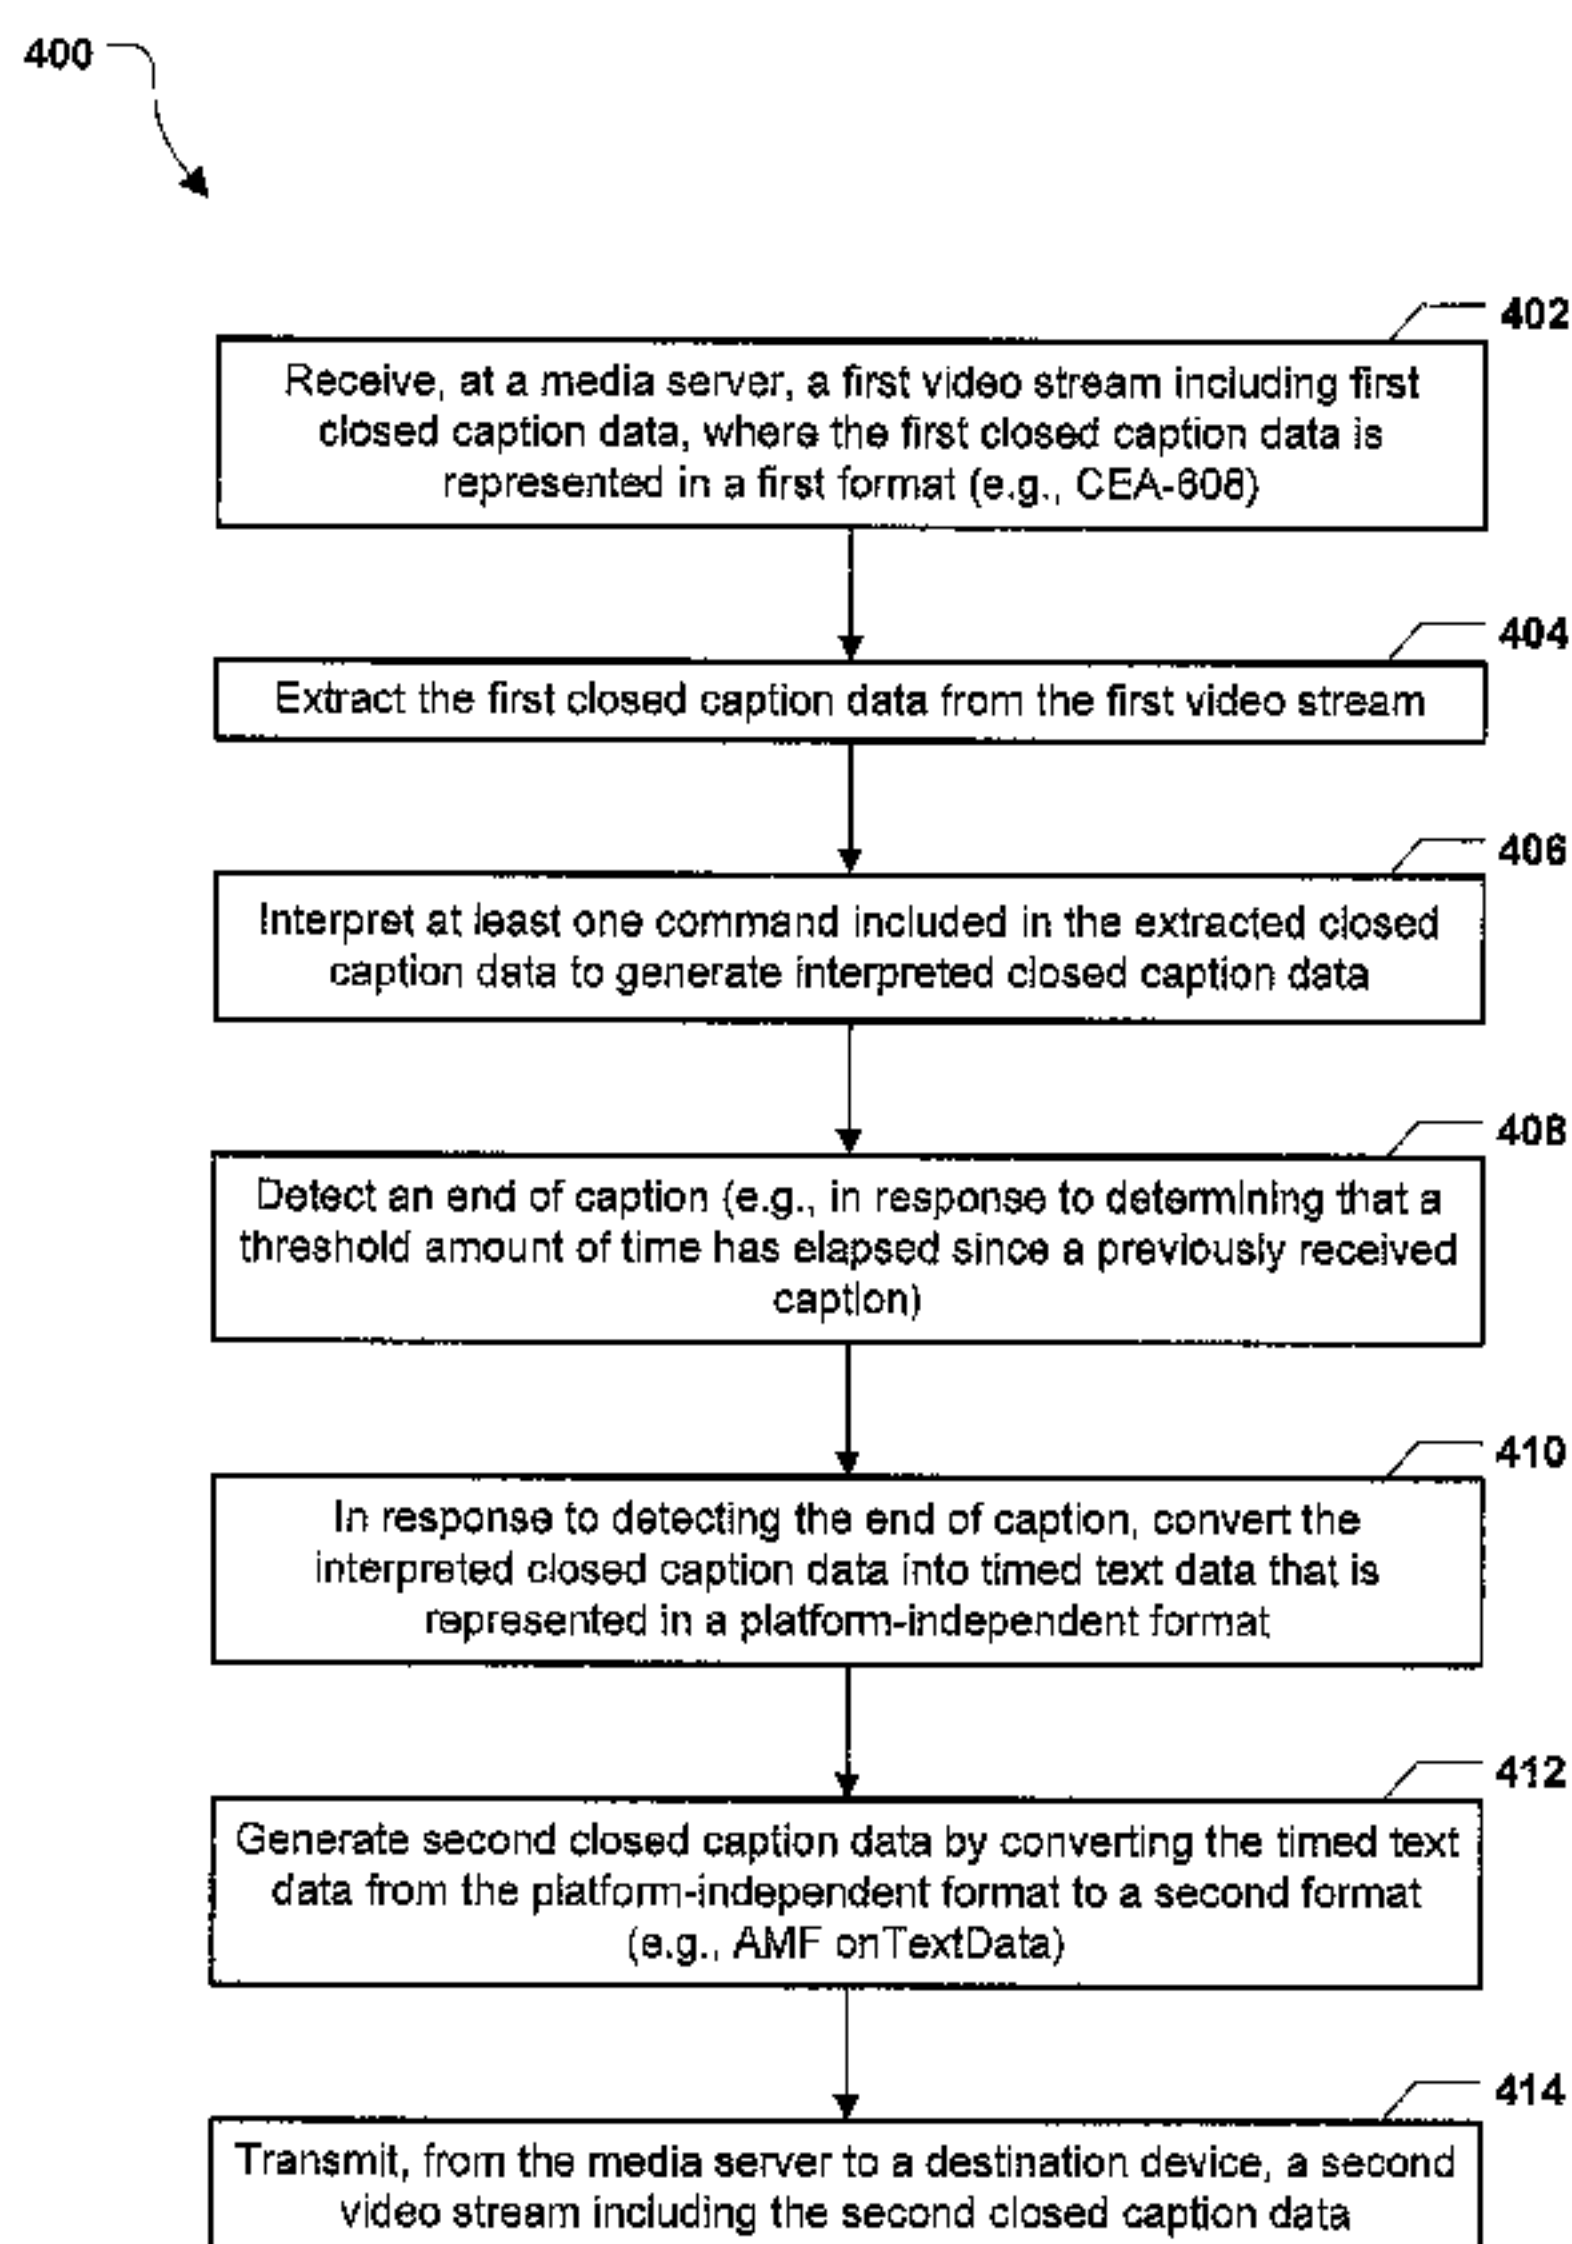 400
402
Receive, at a media server, a first video stream including first
closed caption data, where the first closed caption data is
represented in a first format (e.g., CEA-608)
404
Extract the first closed caption data from the first video stream
406
Interpret at least one command included in the extracted closed
caption data to generate interpreted closed caption data
408
Detect an end of caption (e.g., in response to determining that a
threshold amount of time has elapsed since a previously received
caption)
410
In response to detecting the end of caption, convert the
interpreted closed caption data into timed text data that is
represented in a platform-independent format
412
Generate second closed caption data by converting the timed text
data from the platform-independent format to a second format
(e.g., AMF onTextData)
414
Transmit, from the media server to a destination device, a second
video stream including the second closed caption data